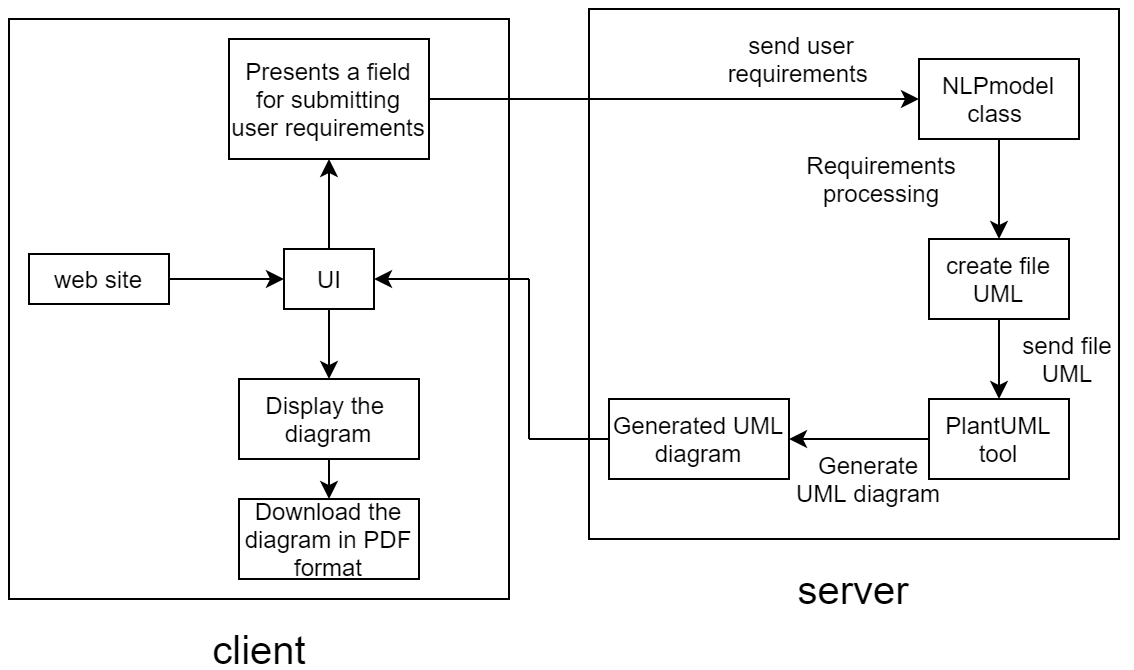 Presents a field
for submitting
user requirements
web site
UI
Display the
diagram
Download the
diagram in PDF
format
client
send user
requirements
NLPmodel
class
Requirements
processing
create file
UML
send file
UML
PlantUML
tool
Generate
UML diagram
Generated UML
diagram
server